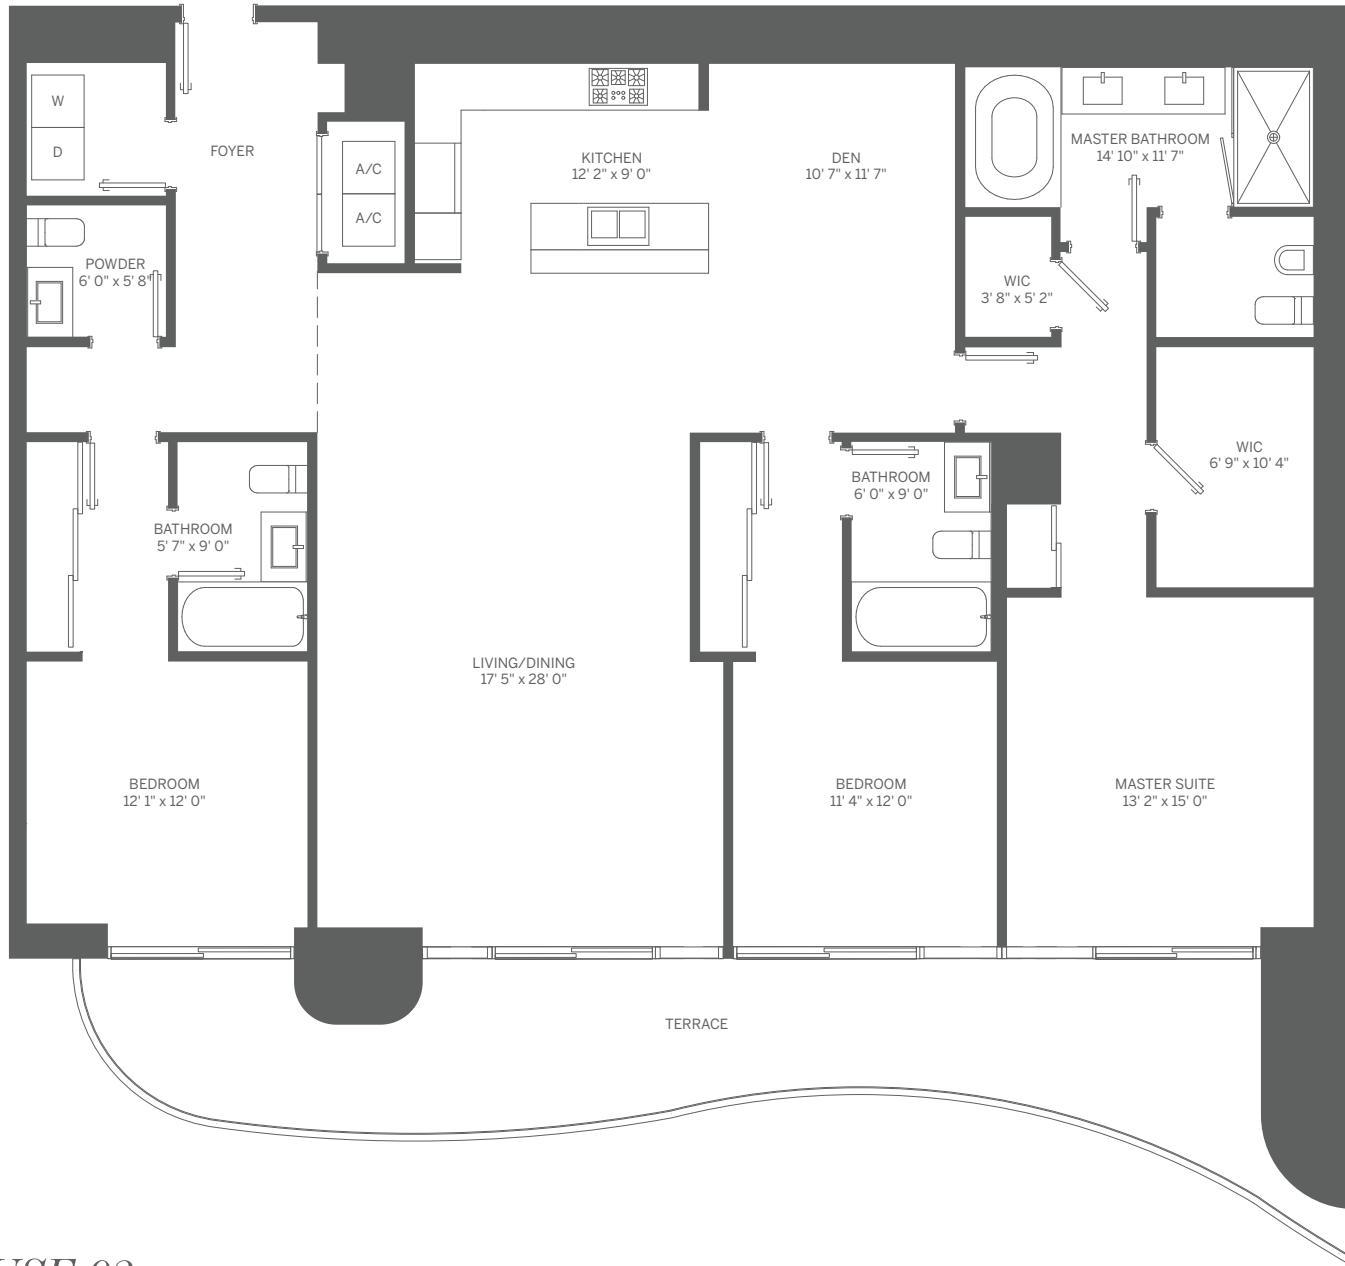 W
D
FOYER
A/C
A/C
KITCHEN
12' 2" x 9' 0"
DEN
10' 7" x 11' 7"
MASTER BATHROOM
14' 10" x 11' 7"
POWDER
6' 0" x 5' 8"
WIC
3' 8" x 5' 2"
WIC
6' 9" x 10' 4"
BATHROOM
5' 7" x 9' 0"
BATHROOM
6' 0" x 9' 0"
LIVING/DINING
17' 5" x 28' 0"
BEDROOM
12' 1" x 12' 0"
BEDROOM
11' 4" x 12' 0"
MASTER SUITE
13' 2" x 15' 0"
TERRACE